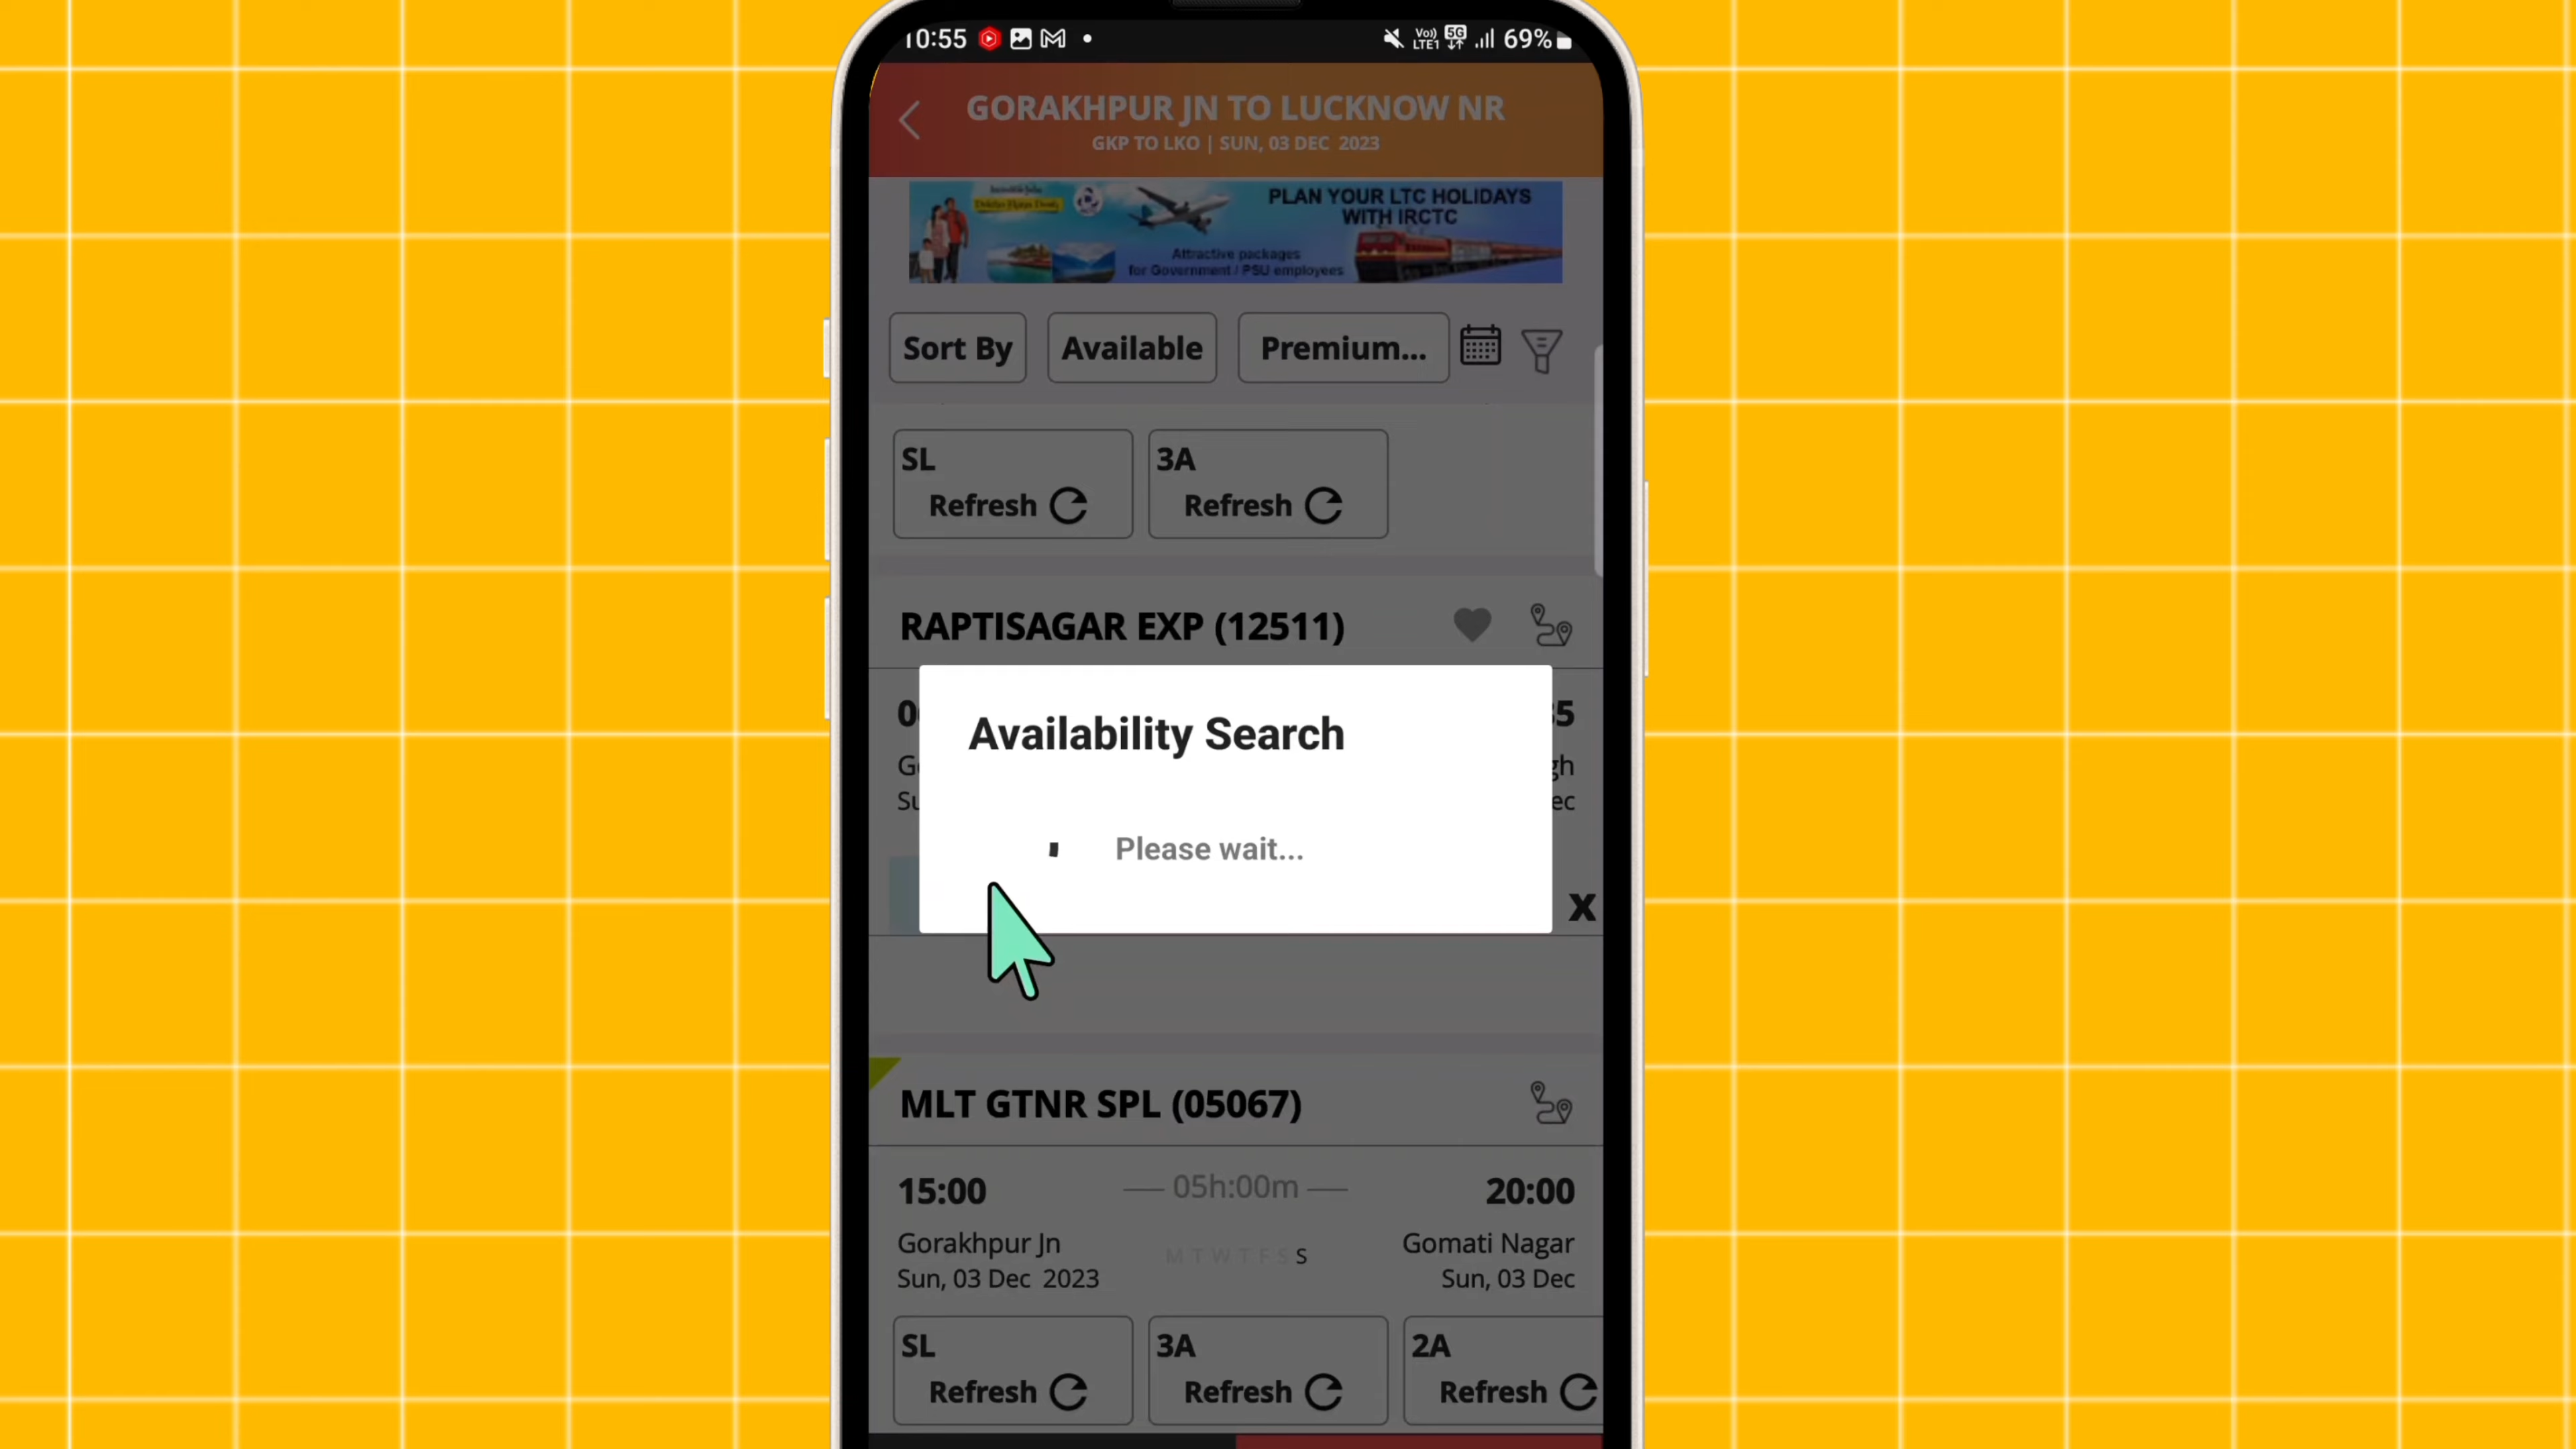 10:55 Vo) LTE1 5G 69%
GORAKHPUR JN TO LUCKNOW NR
GKP TO LKO | SUN, 03 DEC 2023
PLAN YOUR LTC HOLIDAYS
WITH IRCTC
Attractive packages
for Government / PSU employees
Sort By Available Premium...
SL 3A
Refresh Refresh
RAPTISAGAR EXP (12511)
Availability Search
Please wait...
X
MLT GTNR SPL (05067)
15:00 05h:00m 20:00
Gorakhpur Jn Gomati Nagar
M T W T F S S
Sun, 03 Dec 2023 Sun, 03 Dec
SL 3A 2A
Refresh Refresh Refresh